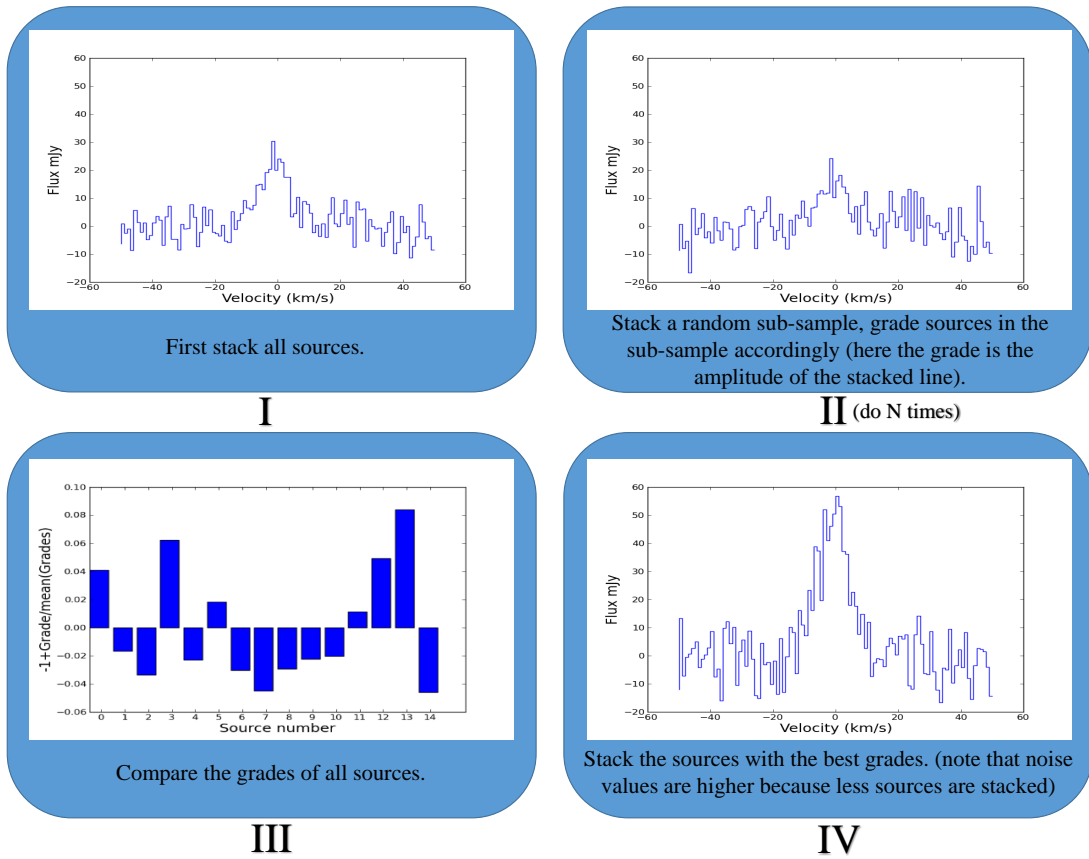 60
50
40
30
20
10
0
−10
−20
Flux mJy
−60 −40 −20 0 20 40 60
Velocity (km/s)
First stack all sources.
I
60
50
40
30
20
10
0
−10
−20
Flux mJy
−60 −40 −20 0 20 40 60
Velocity (km/s)
Stack a random sub-sample, grade sources in the
sub-sample accordingly (here the grade is the
amplitude of the stacked line).
II (do N times)
0.10
0.08
0.06
0.04
0.02
0.00
−0.02
−0.04
−0.06
-1+Grade/mean(Grades)
0 1 2 3 4 5 6 7 8 9 10 11 12 13 14
Source number
Compare the grades of all sources.
III
60
50
40
30
20
10
0
−10
−20
Flux mJy
−60 −40 −20 0 20 40 60
Velocity (km/s)
Stack the sources with the best grades. (note that noise
values are higher because less sources are stacked)
IV